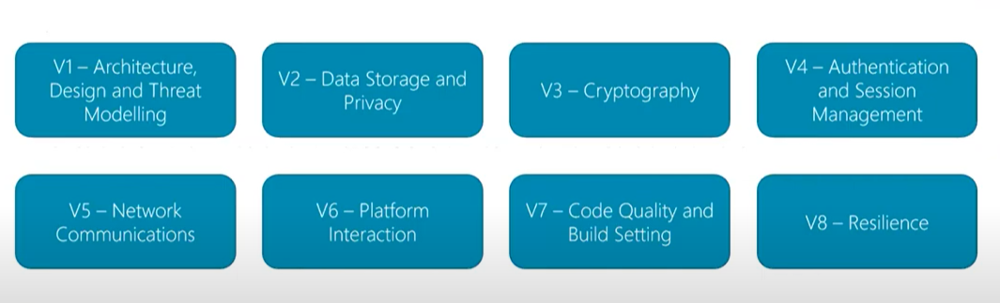 V1 – Architecture,
Design and Threat
Modelling
V2 – Data Storage and
Privacy
V3 – Cryptography
V4 – Authentication
and Session
Management
V5 – Network
Communications
V6 – Platform
Interaction
V7 – Code Quality and
Build Setting
V8 – Resilience